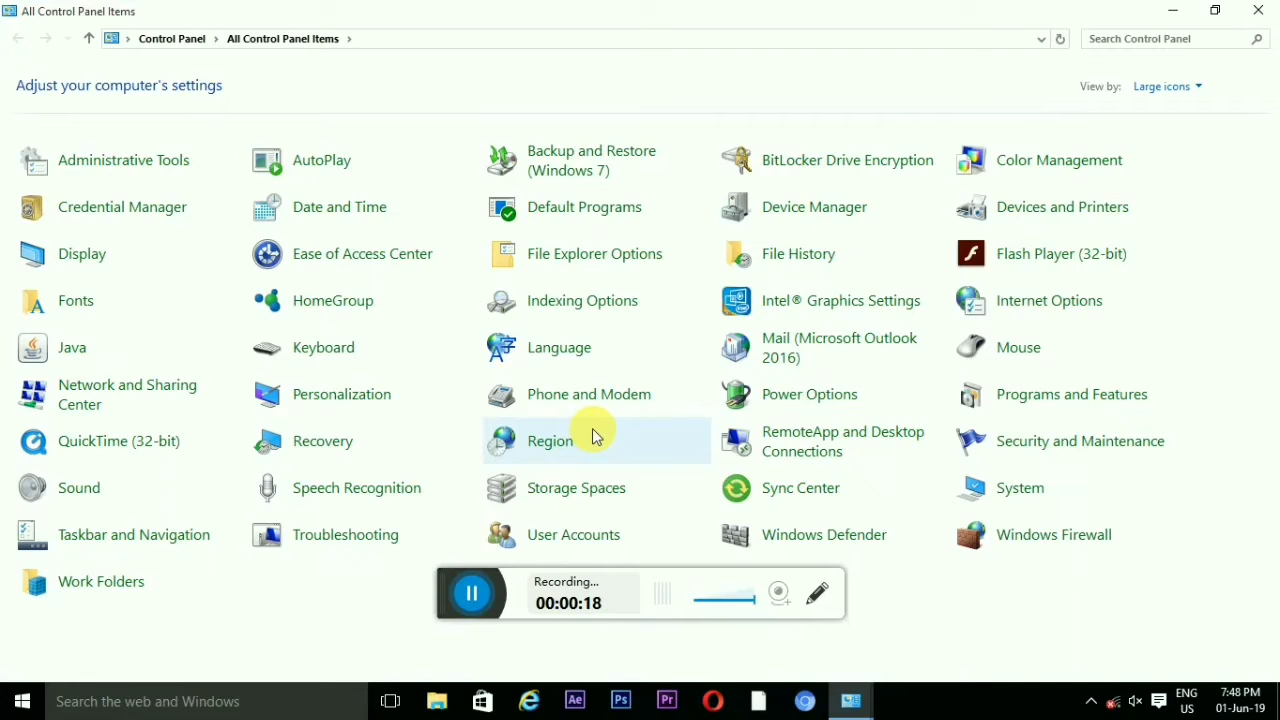 All Control Panel Items
Control Panel > All Control Panel Items >
Search Control Panel
Adjust your computer's settings
View by: Large icons
Administrative Tools
AutoPlay
Backup and Restore
(Windows 7)
BitLocker Drive Encryption
Color Management
Credential Manager
Date and Time
Default Programs
Device Manager
Devices and Printers
Display
Ease of Access Center
File Explorer Options
File History
Flash Player (32-bit)
Fonts
HomeGroup
Indexing Options
Intel® Graphics Settings
Internet Options
Java
Keyboard
Language
Mail (Microsoft Outlook
2016)
Mouse
Network and Sharing
Center
Personalization
Phone and Modem
Power Options
Programs and Features
QuickTime (32-bit)
Recovery
Region
RemoteApp and Desktop
Connections
Security and Maintenance
Sound
Speech Recognition
Storage Spaces
Sync Center
System
Taskbar and Navigation
Troubleshooting
User Accounts
Windows Defender
Windows Firewall
Work Folders
Recording...
00:00:18
Search the web and Windows
Ae
Ps
Pr
ENG
US
7:48 PM
01-Jun-19